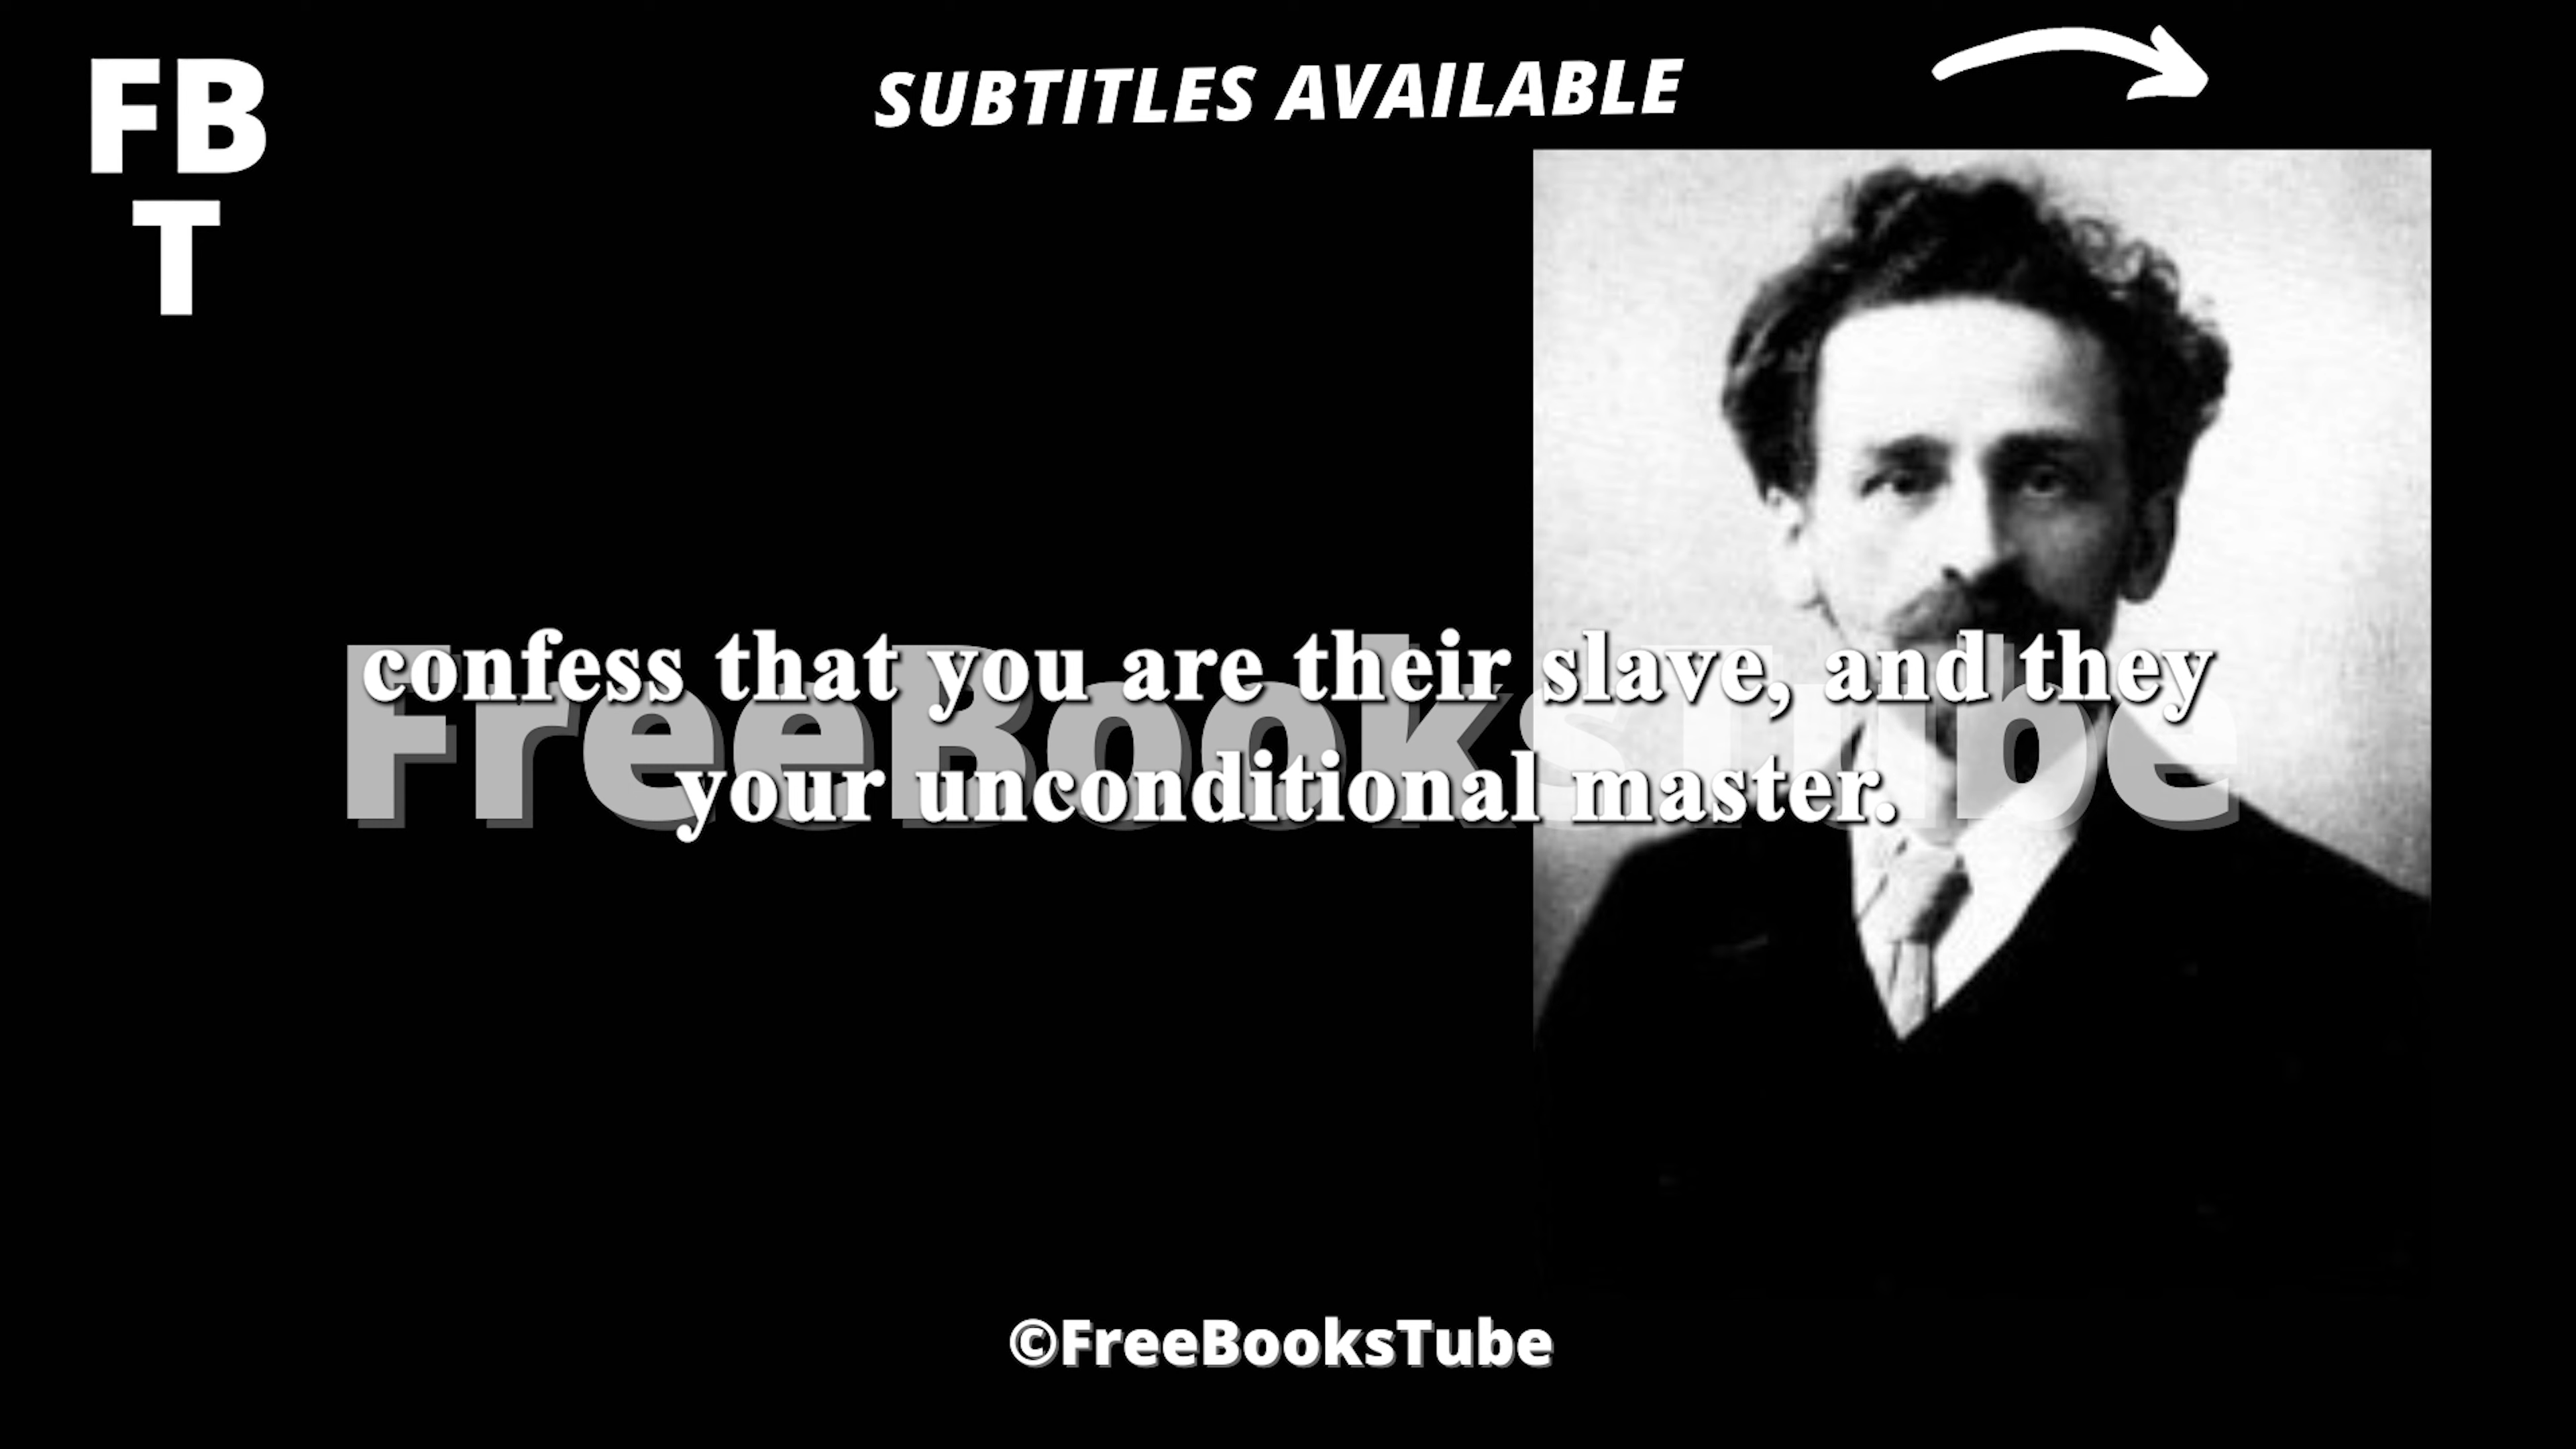 FB
T
SUBTITLES AVAILABLE
confess that you are their slave, and they
your unconditional master.
FreeBooksTube
©FreeBooksTube